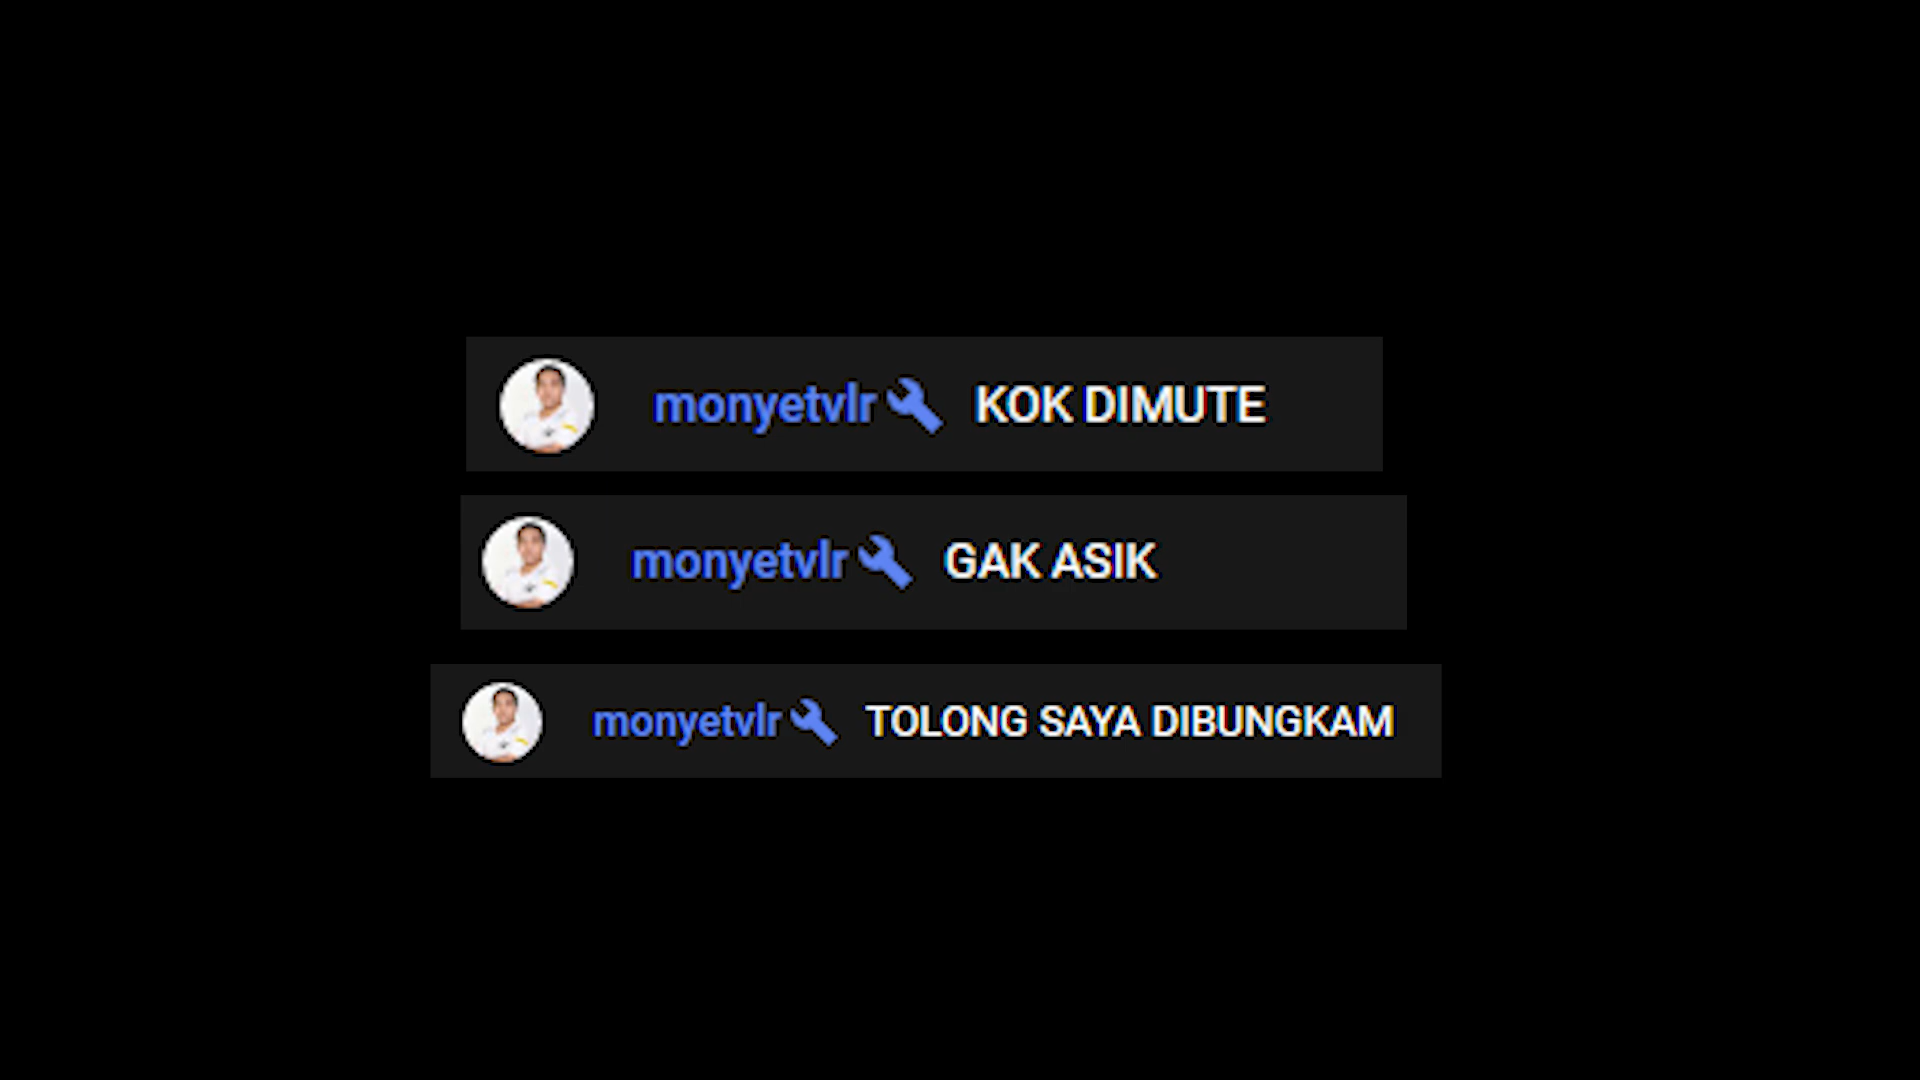 monyetvlr KOK DIMUTE
monyetvlr GAK ASIK
monyetvlr TOLONG SAYA DIBUNGKAM